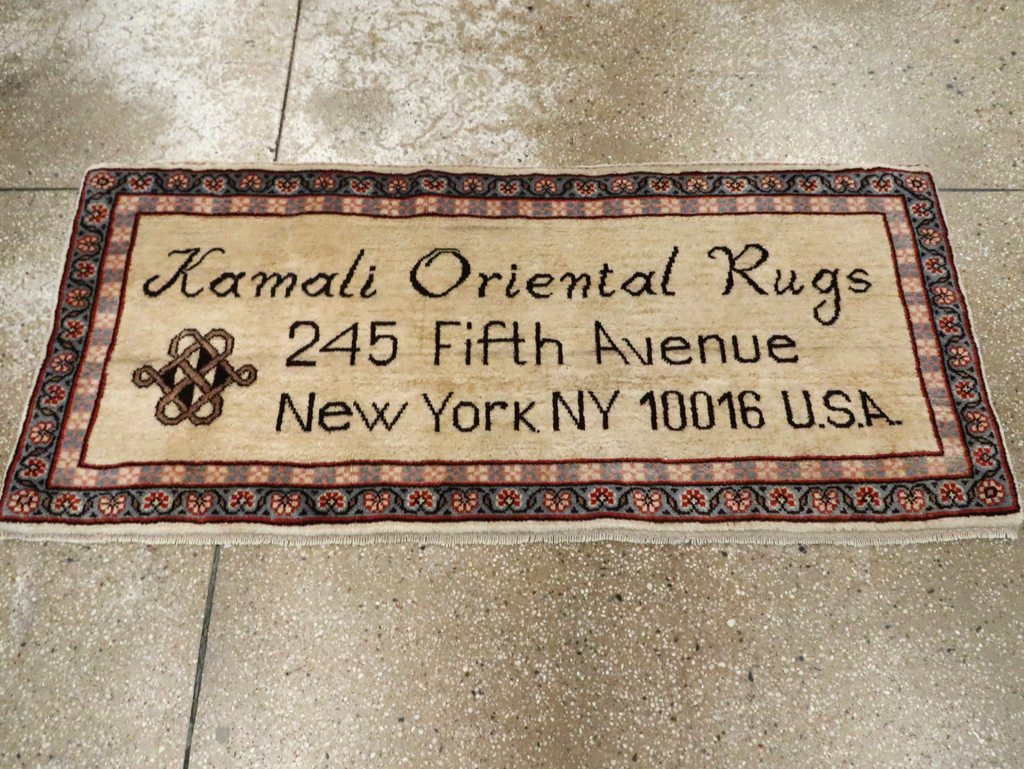 Kamali Oriental Rugs
245 Fifth Avenue
New York, NY 10016 U.S.A.